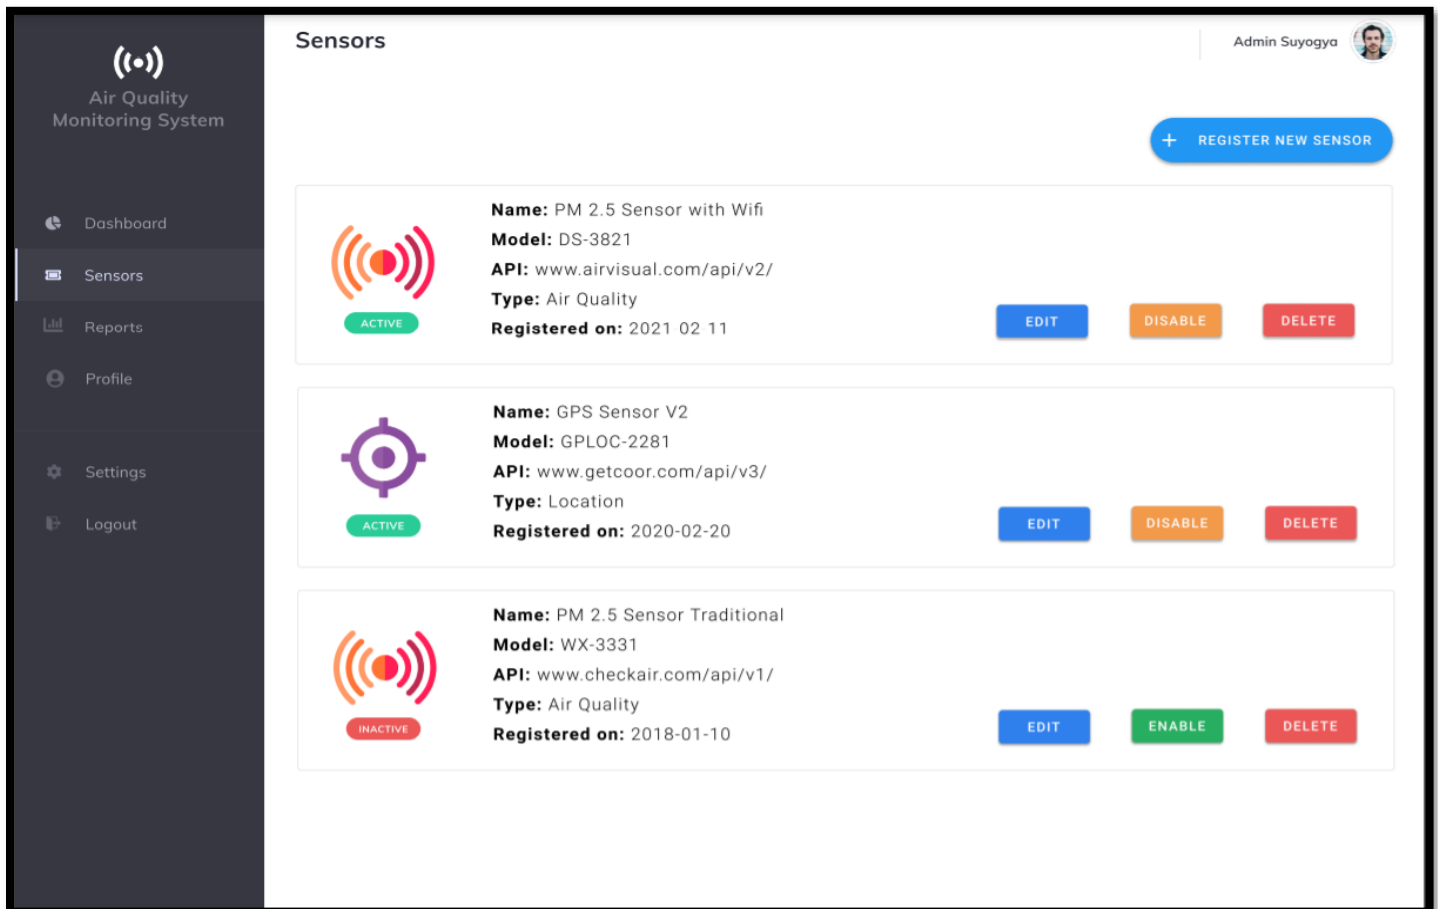 Air Quality
Monitoring System
Dashboard
Sensors
Reports
Profile
Settings
Logout
Sensors
Admin Suyogya
+ REGISTER NEW SENSOR
Name: PM 2.5 Sensor with Wifi
Model: DS-3821
API: www.airvisual.com/api/v2/
Type: Air Quality
Registered on: 2021-02-11
ACTIVE
EDIT DISABLE DELETE
Name: GPS Sensor V2
Model: GPLOC-2281
API: www.getcoor.com/api/v3/
Type: Location
Registered on: 2020-02-20
ACTIVE
EDIT DISABLE DELETE
Name: PM 2.5 Sensor Traditional
Model: WX-3331
API: www.checkair.com/api/v1/
Type: Air Quality
Registered on: 2018-01-10
INACTIVE
EDIT ENABLE DELETE